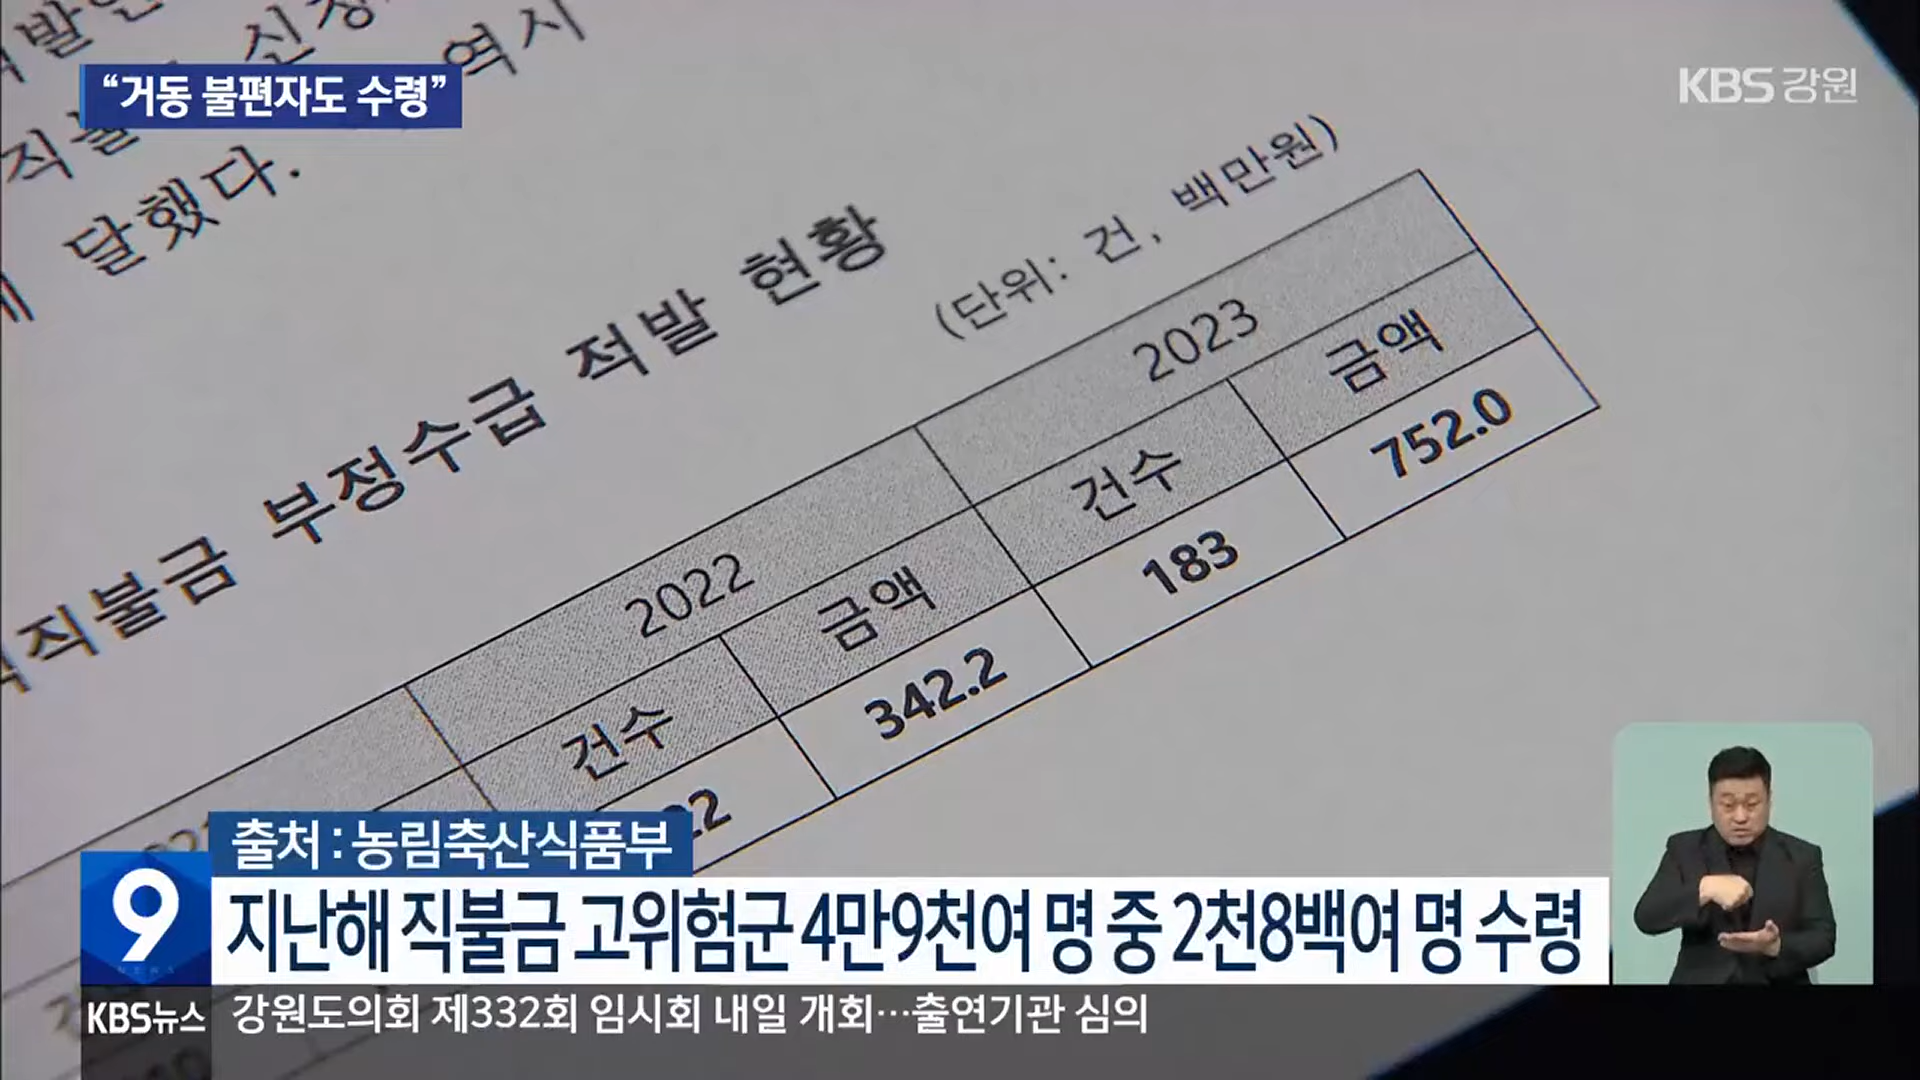 신청
역시
"거동 불편자도 수령"
KBS 강원
달했다.
직불금 부정수급 적발 현황
(단위: 건, 백만원)
2022
2023
건수
금액
건수
금액
342.2
183
752.0
출처 : 농림축산식품부
9
NEWS
지난해 직불금 고위험군 4만9천여 명 중 2천8백여 명 수령
KBS뉴스
강원도의회 제332회 임시회 내일 개회…출연기관 심의